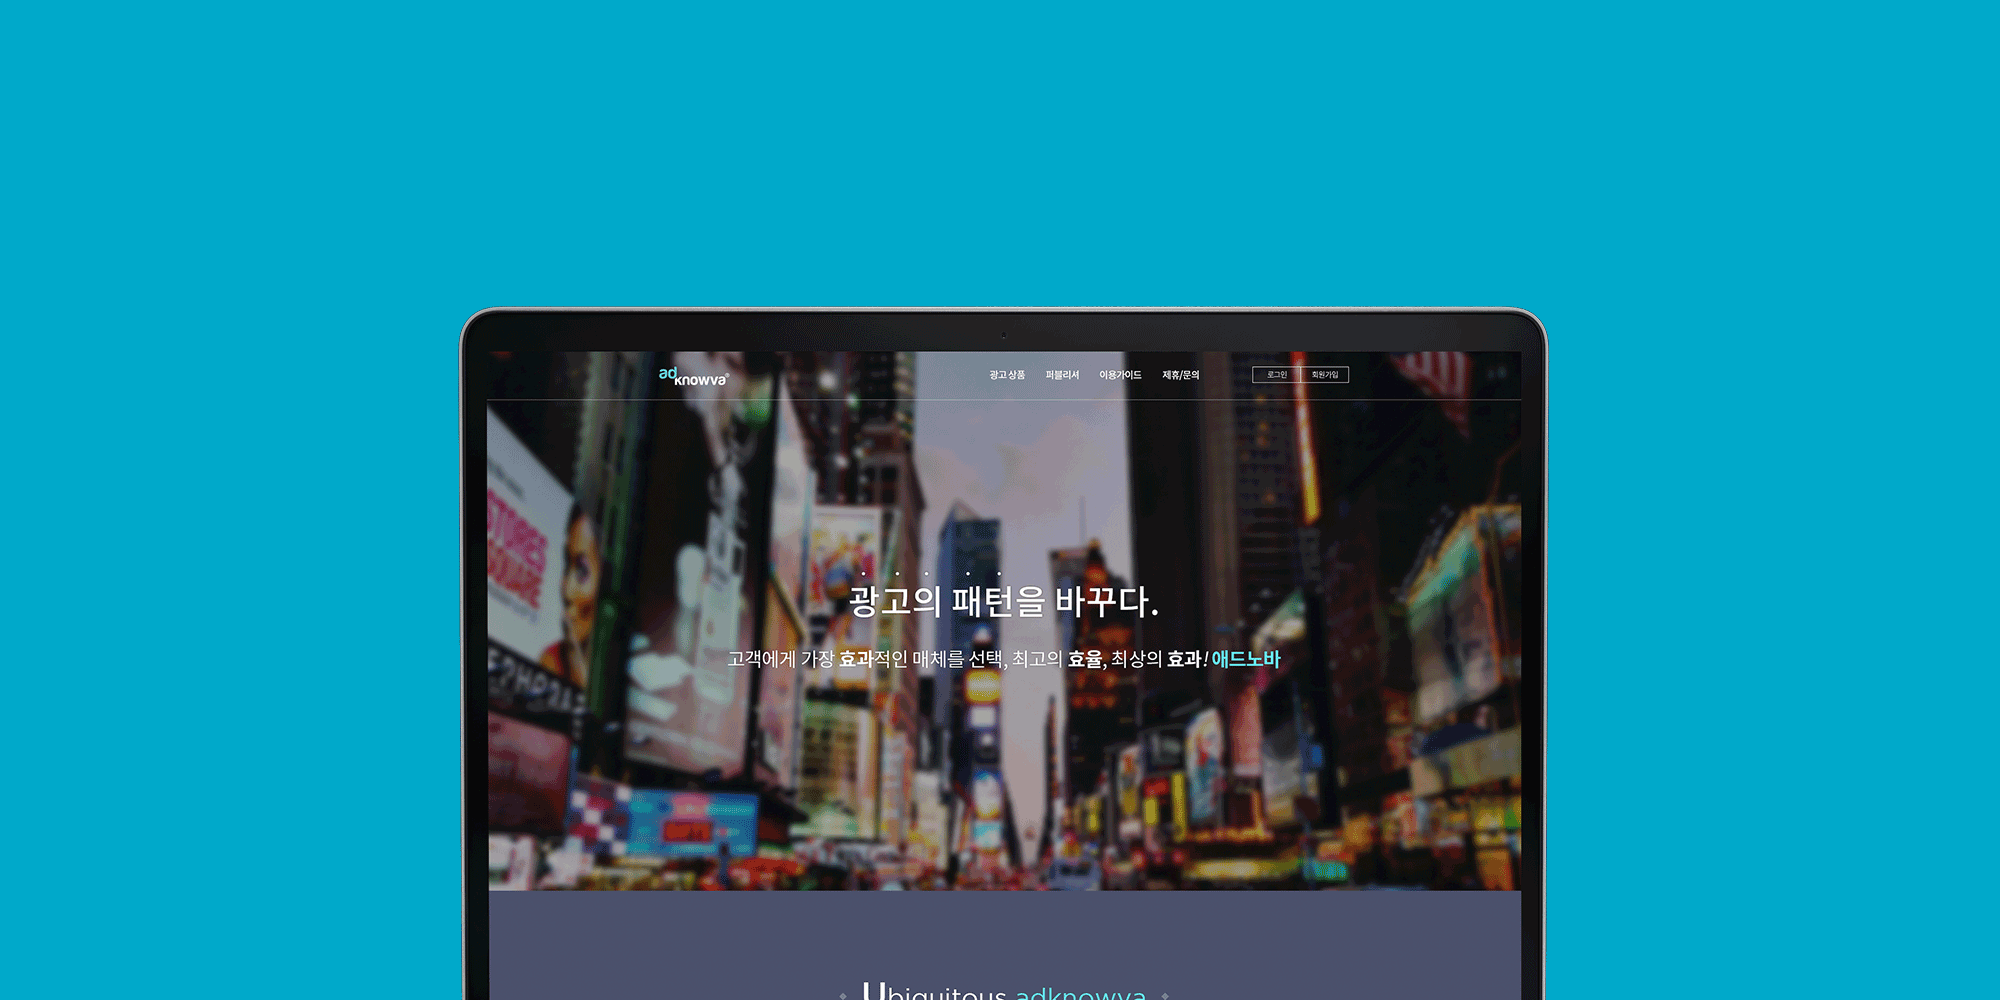 adknowva®
광고 상품 퍼블리셔 이용가이드 제휴/문의 로그인 회원가입
STORES
SQUARE
광고의 패턴을 바꾸다.
고객에게 가장 효과적인 매체를 선택, 최고의 효율, 최상의 효과! 애드노바
Ubiquitous adknowva